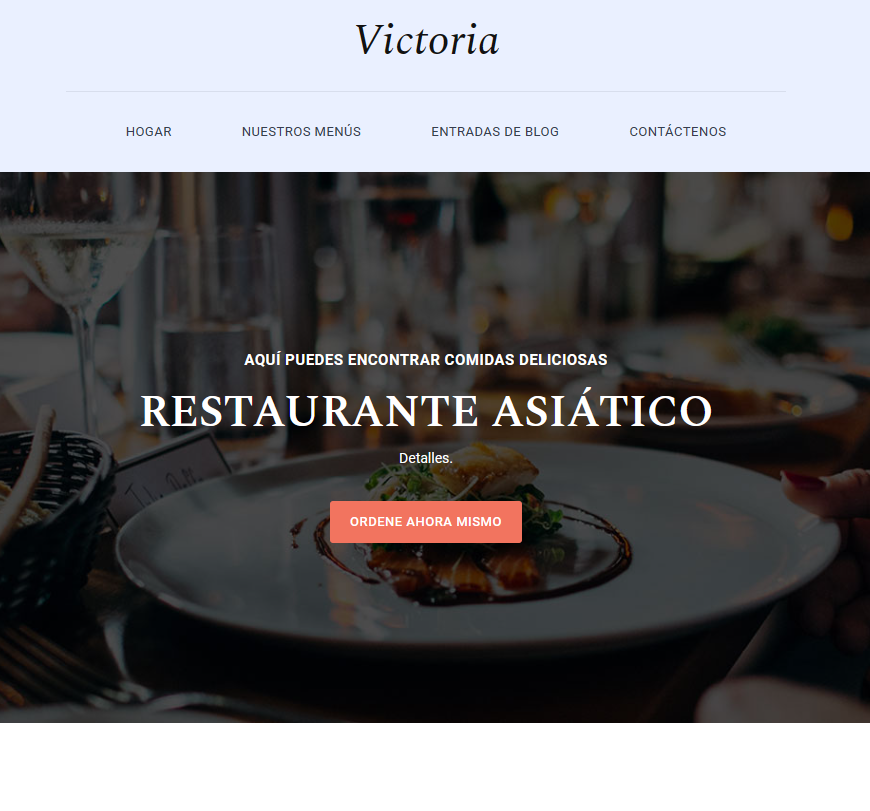 Victoria
HOGAR NUESTROS MENÚS ENTRADAS DE BLOG CONTÁCTENOS
AQUÍ PUEDES ENCONTRAR COMIDAS DELICIOSAS
RESTAURANTE ASIÁTICO
Detalles.
ORDENE AHORA MISMO